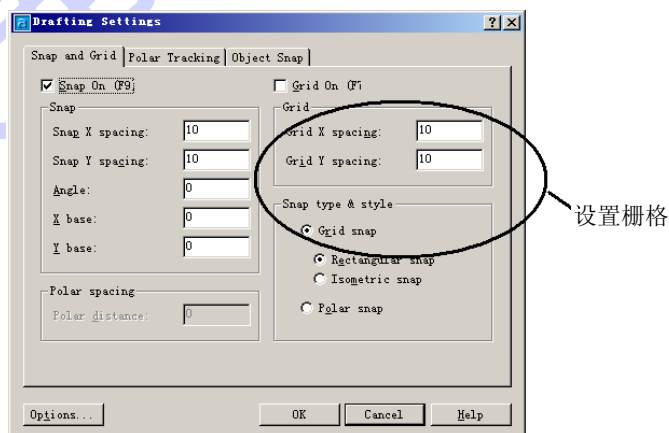 Drafting Settings
Snap and Grid Polar Tracking Object Snap
Snap On (F9)
Grid On (F7
Snap
Snap X spacing: 10
Snap Y spacing: 10
Angle: 0
X base: 0
Y base: 0
Grid
Grid X spacing: 10
Grid Y spacing: 10
Snap type & style
Grid snap
Rectangular snap
Isometric snap
Polar snap
Polar spacing
Polar distance: 0
设置栅格
Options... OK Cancel Help